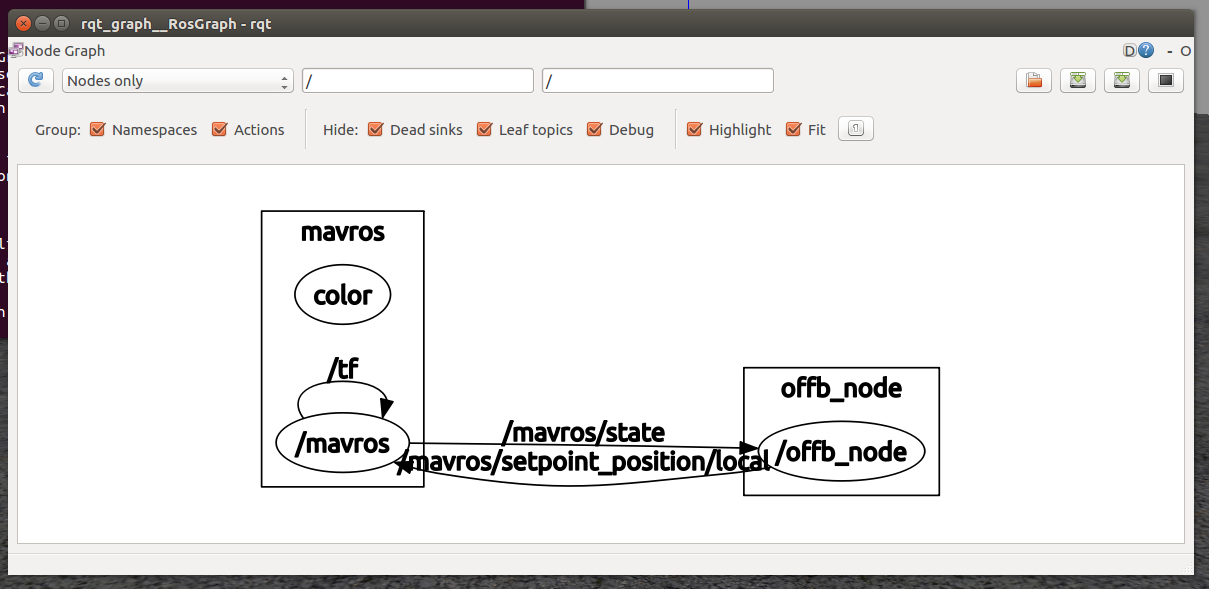 rqt_graph__RosGraph - rqt
Node Graph
D
- O
Nodes only
/
/
Group: Namespaces Actions Hide: Dead sinks Leaf topics Debug Highlight Fit
mavros
color
/tf
/mavros
/mavros/state
/mavros/setpoint_position/local
offb_node
/offb_node